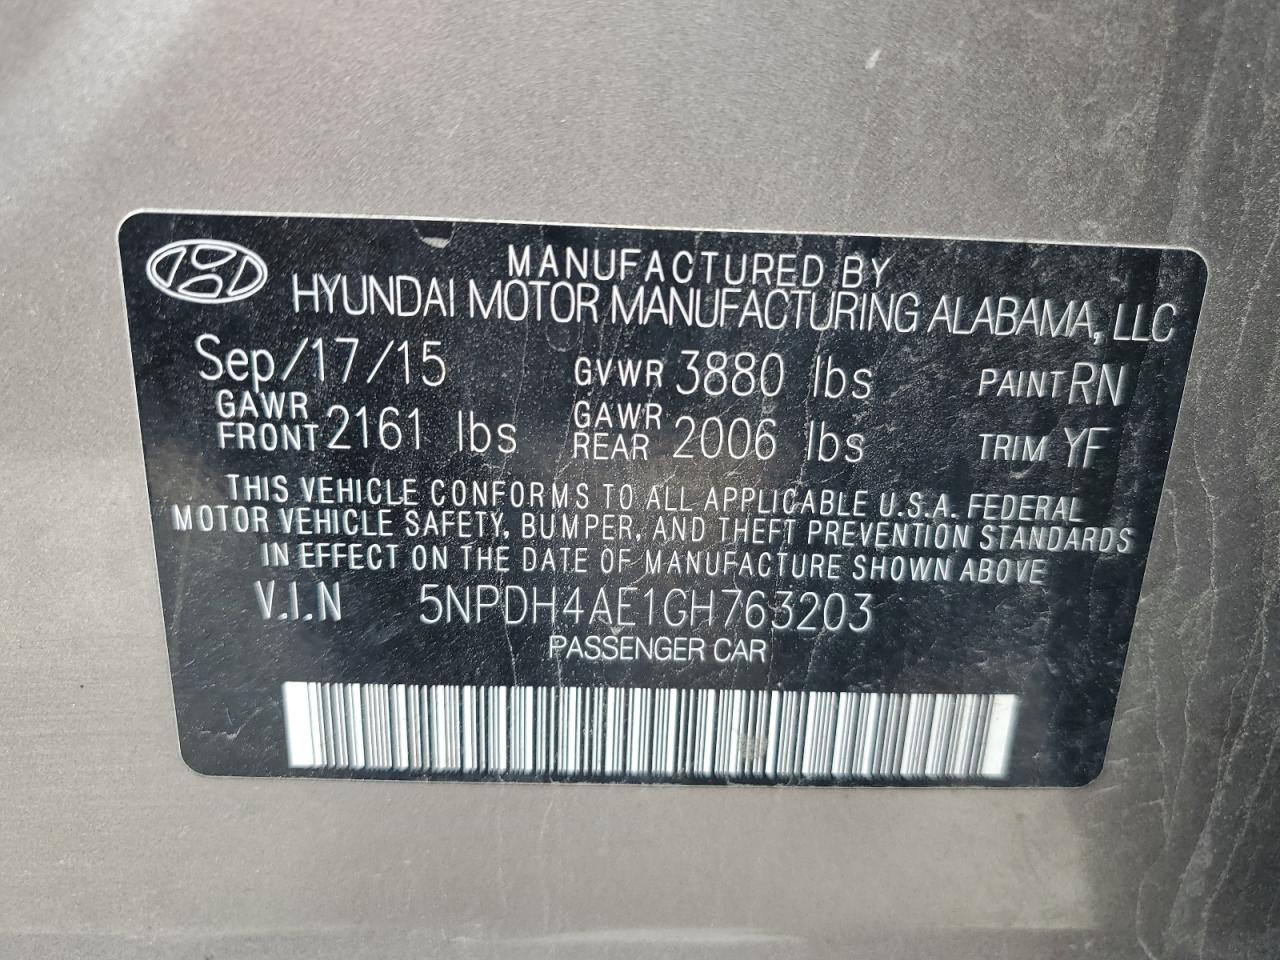 MANUFACTURED BY
HYUNDAI MOTOR MANUFACTURING ALABAMA, LLC
Sep/17/15 GVWR 3880 lbs PAINT RN
GAWR FRONT 2161 lbs GAWR REAR 2006 lbs TRIM YF
THIS VEHICLE CONFORMS TO ALL APPLICABLE U.S.A. FEDERAL
MOTOR VEHICLE SAFETY, BUMPER, AND THEFT PREVENTION STANDARDS
IN EFFECT ON THE DATE OF MANUFACTURE SHOWN ABOVE
V.I.N 5NPDH4AE1GH763203
PASSENGER CAR